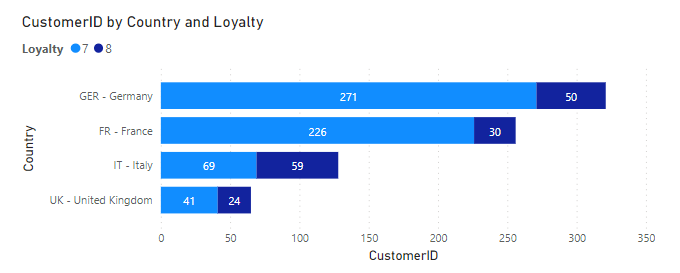 CustomerID by Country and Loyalty
Loyalty 7 8
GER - Germany 271 50
FR - France 226 30
IT - Italy 69 59
UK - United Kingdom 41 24
Country
0 50 100 150 200 250 300 350
CustomerID